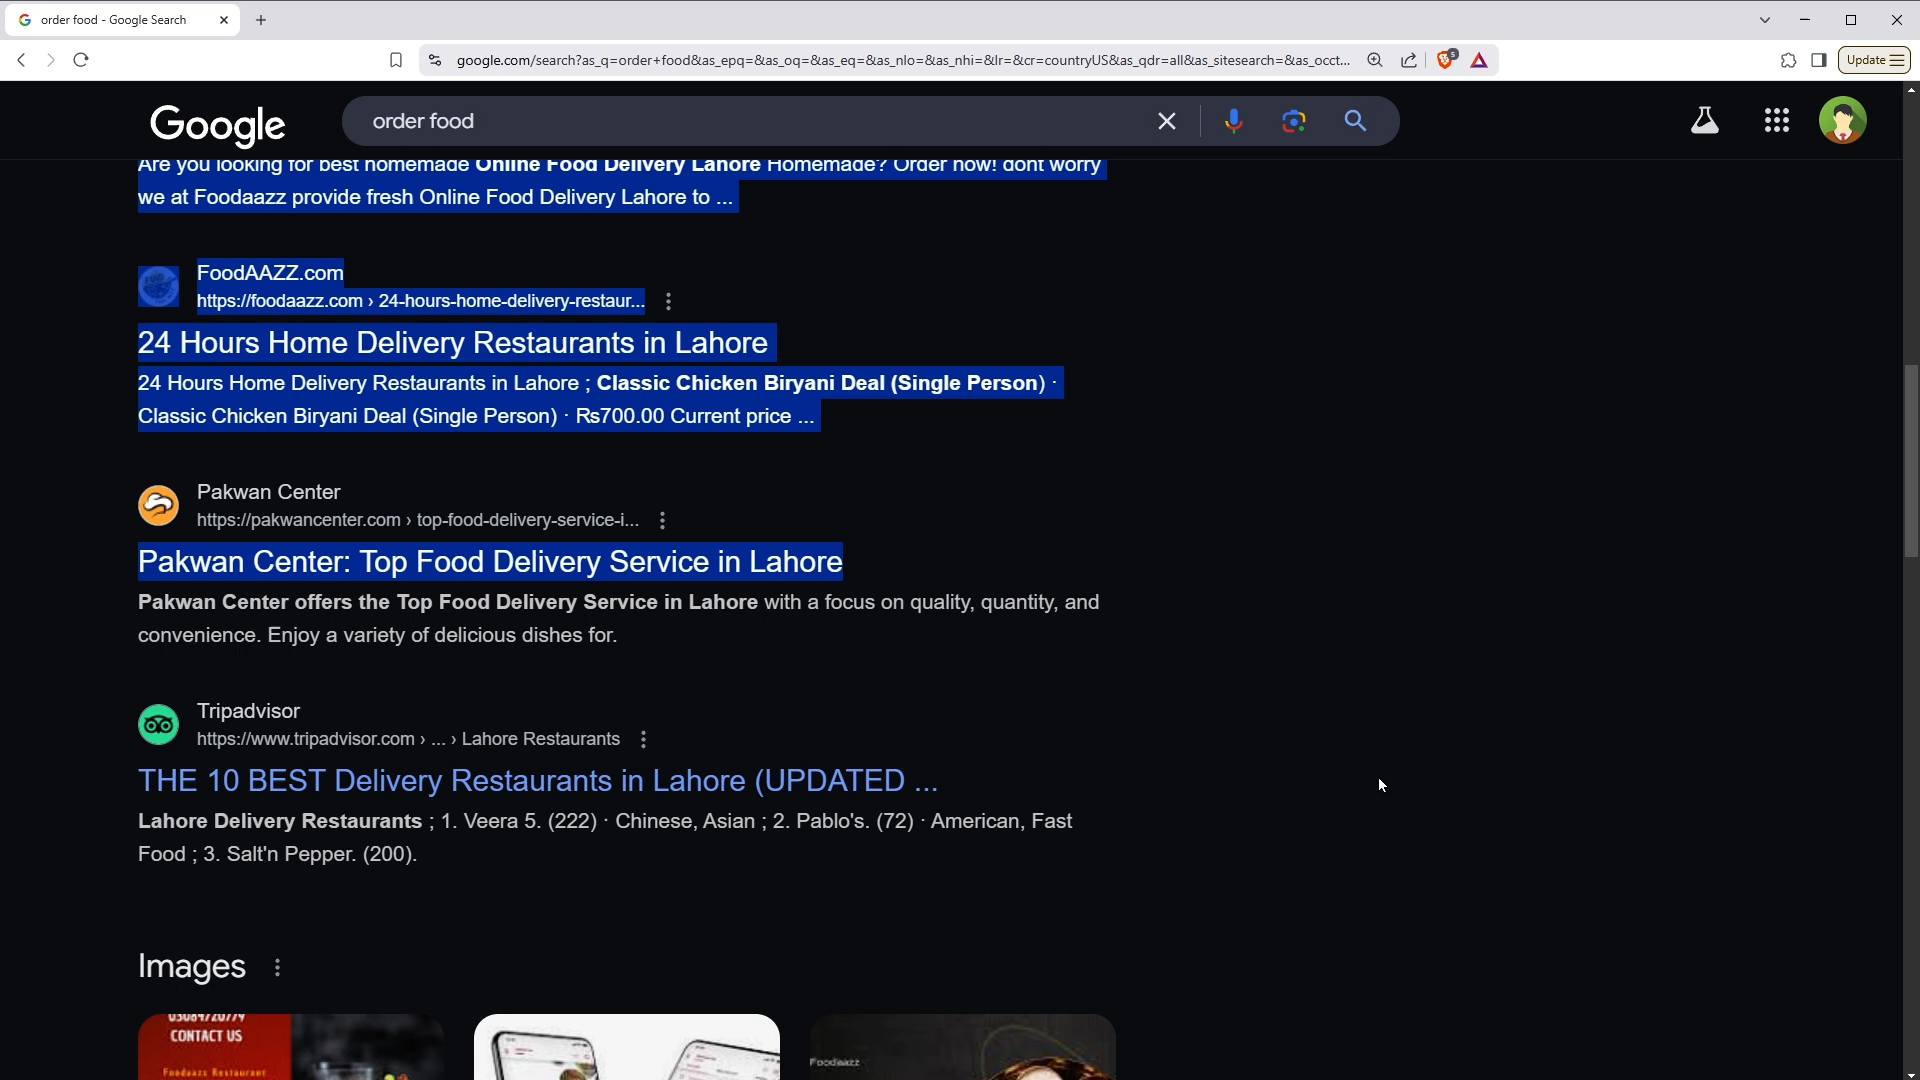 order food - Google Search
google.com/search?as_q=order+food&as_epq=&as_oq=&as_eq=&as_nlo=&as_nhi=&lr=&cr=countryUS&as_qdr=all&as_sitesearch=&as_occt...
5
Update
Google
order food
Are you looking for best homemade Online Food Delivery Lahore Homemade? Order now! dont worry
we at Foodaazz provide fresh Online Food Delivery Lahore to ...
FoodAAZZ.com
https://foodaazz.com › 24-hours-home-delivery-restaur...
24 Hours Home Delivery Restaurants in Lahore
24 Hours Home Delivery Restaurants in Lahore ; Classic Chicken Biryani Deal (Single Person) ·
Classic Chicken Biryani Deal (Single Person) · Rs700.00 Current price ...
Pakwan Center
https://pakwancenter.com › top-food-delivery-service-i...
Pakwan Center: Top Food Delivery Service in Lahore
Pakwan Center offers the Top Food Delivery Service in Lahore with a focus on quality, quantity, and
convenience. Enjoy a variety of delicious dishes for.
Tripadvisor
https://www.tripadvisor.com › ... › Lahore Restaurants
THE 10 BEST Delivery Restaurants in Lahore (UPDATED ...
Lahore Delivery Restaurants ; 1. Veera 5. (222) · Chinese, Asian ; 2. Pablo's. (72) · American, Fast
Food ; 3. Salt'n Pepper. (200).
Images
03084720779
CONTACT US
Foodaazz Restaurant
Foodaazz